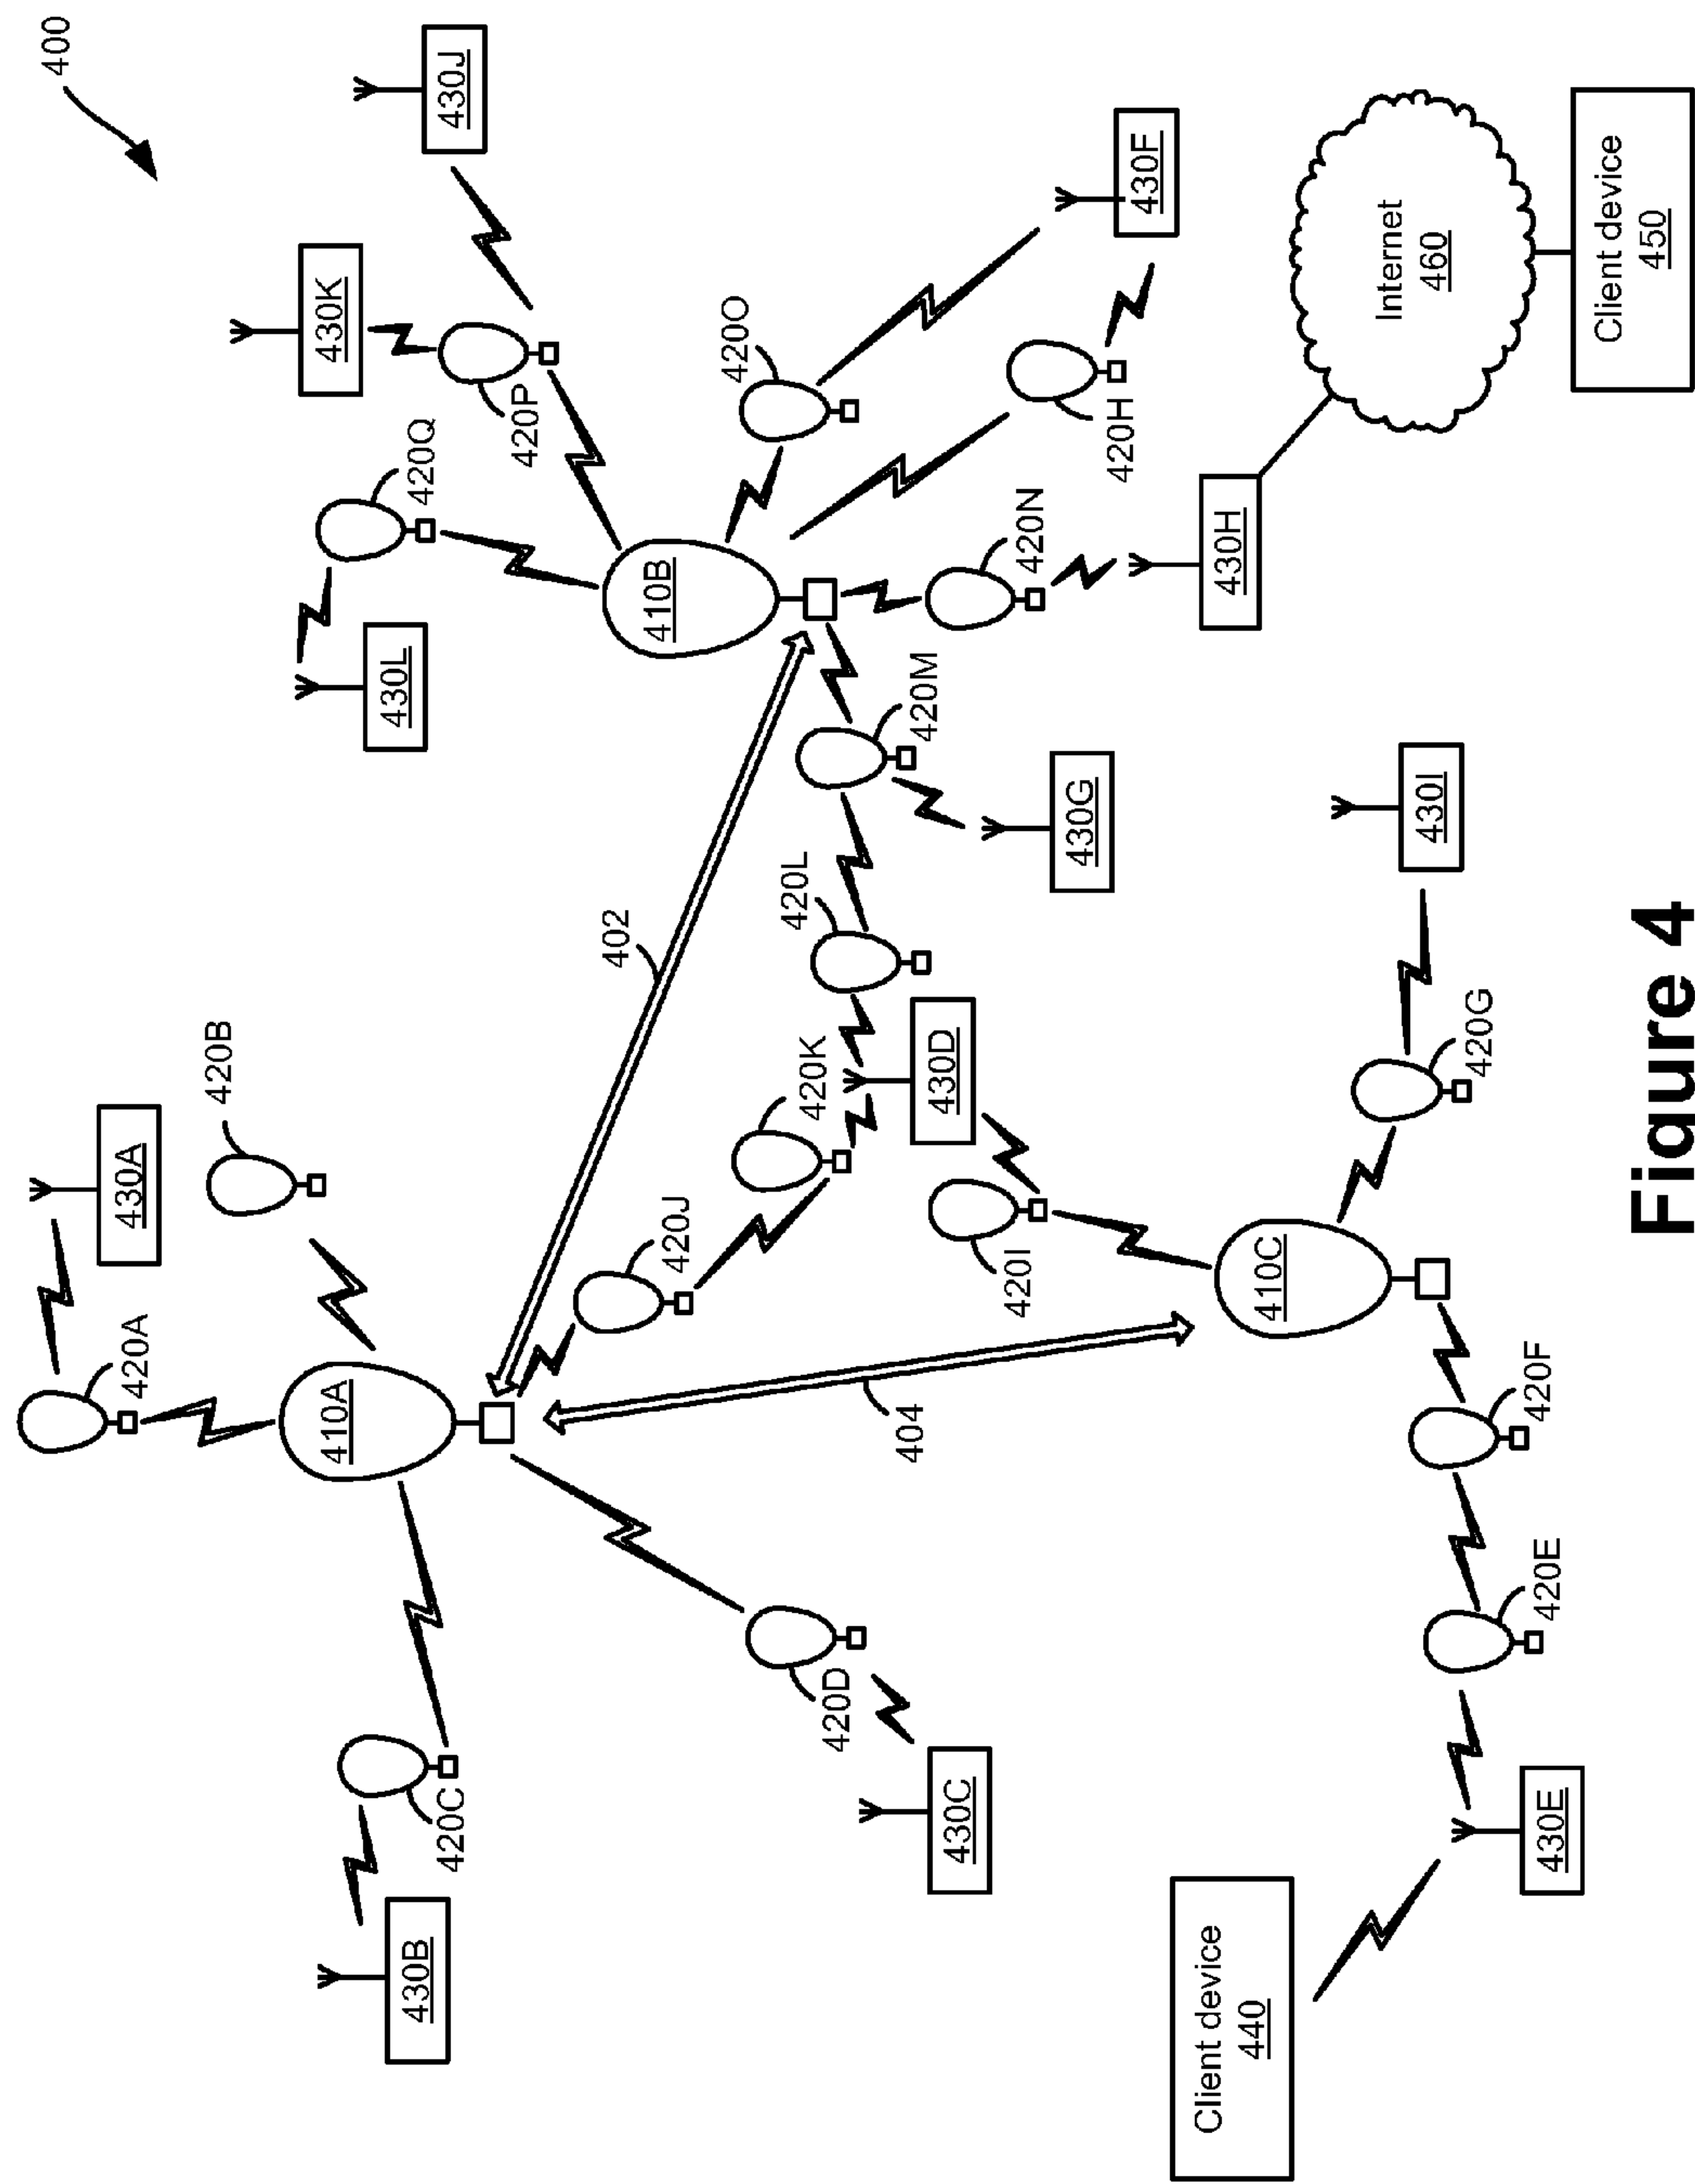 400
430J
430K
430A
420P
420Q
420B
420A
430L
420O
430F
410B
402
410A
420H
420N
420M
420L
420K
420J
430D
430G
430H
Internet
460
Client device
450
430B
420C
404
420D
430C
420I
410C
420G
430I
420F
420E
430E
Client device
440
Figure 4